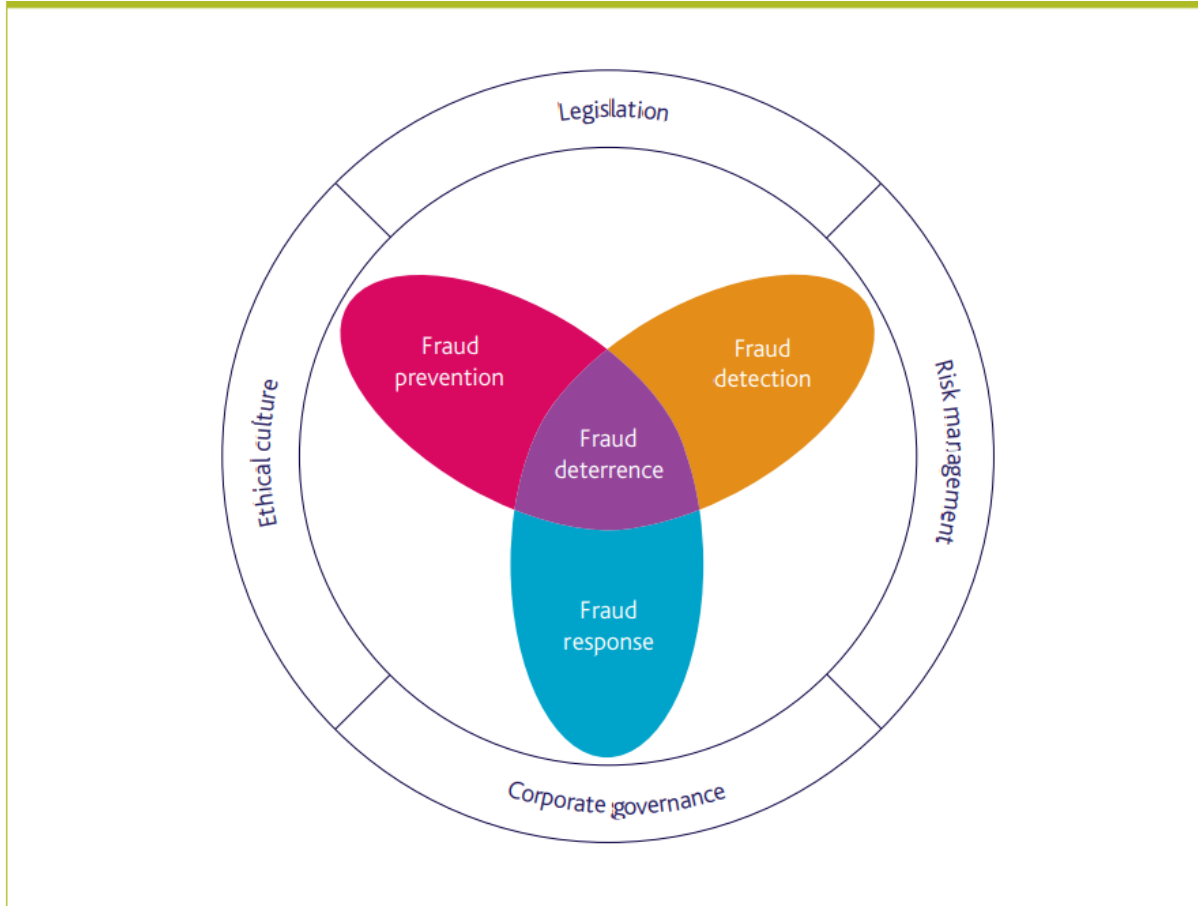 Legislation
Fraud
prevention
Fraud
detection
Ethical culture
Risk management
Fraud
deterrence
Fraud
response
Corporate governance